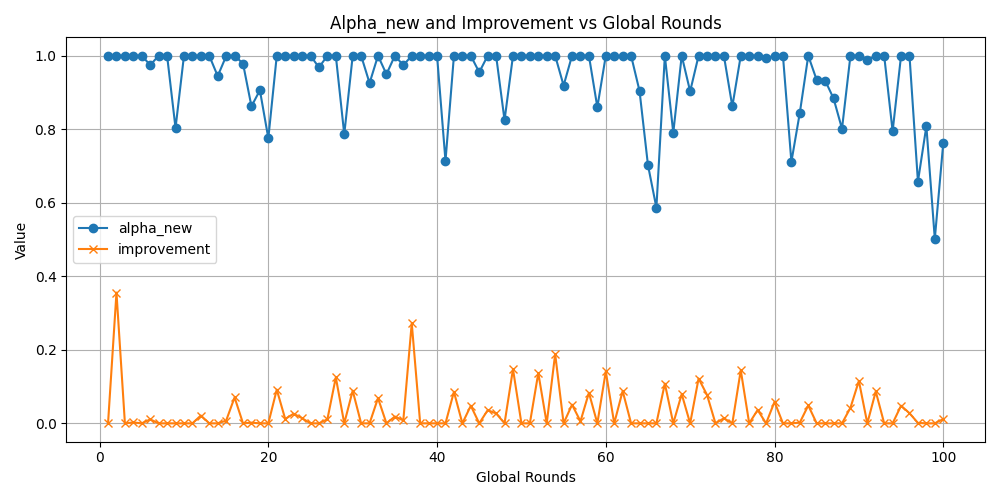 Alpha_new and Improvement vs Global Rounds
Value
1.0
0.8
0.6
0.4
0.2
0.0
alpha_new
improvement
0 20 40 60 80 100
Global Rounds